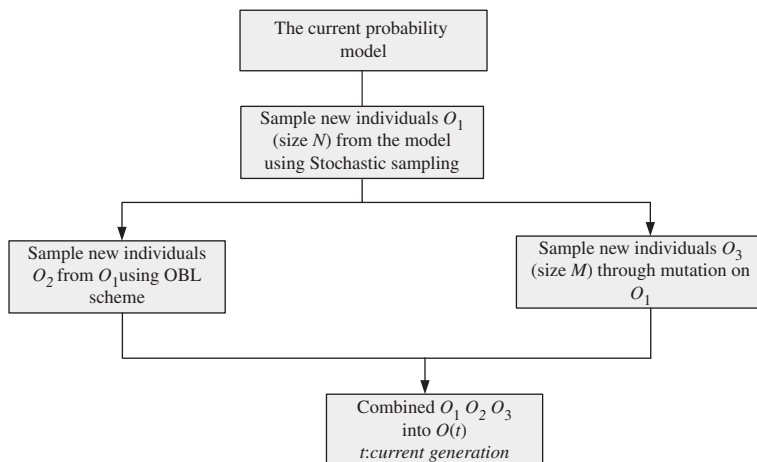 The current probability
model
Sample new individuals O₁
(size N) from the model
using Stochastic sampling
Sample new individuals
O₂ from O₁using OBL
scheme
Sample new individuals O₃
(size M) through mutation on
O₁
Combined O₁ O₂ O₃
into O(t)
t:current generation